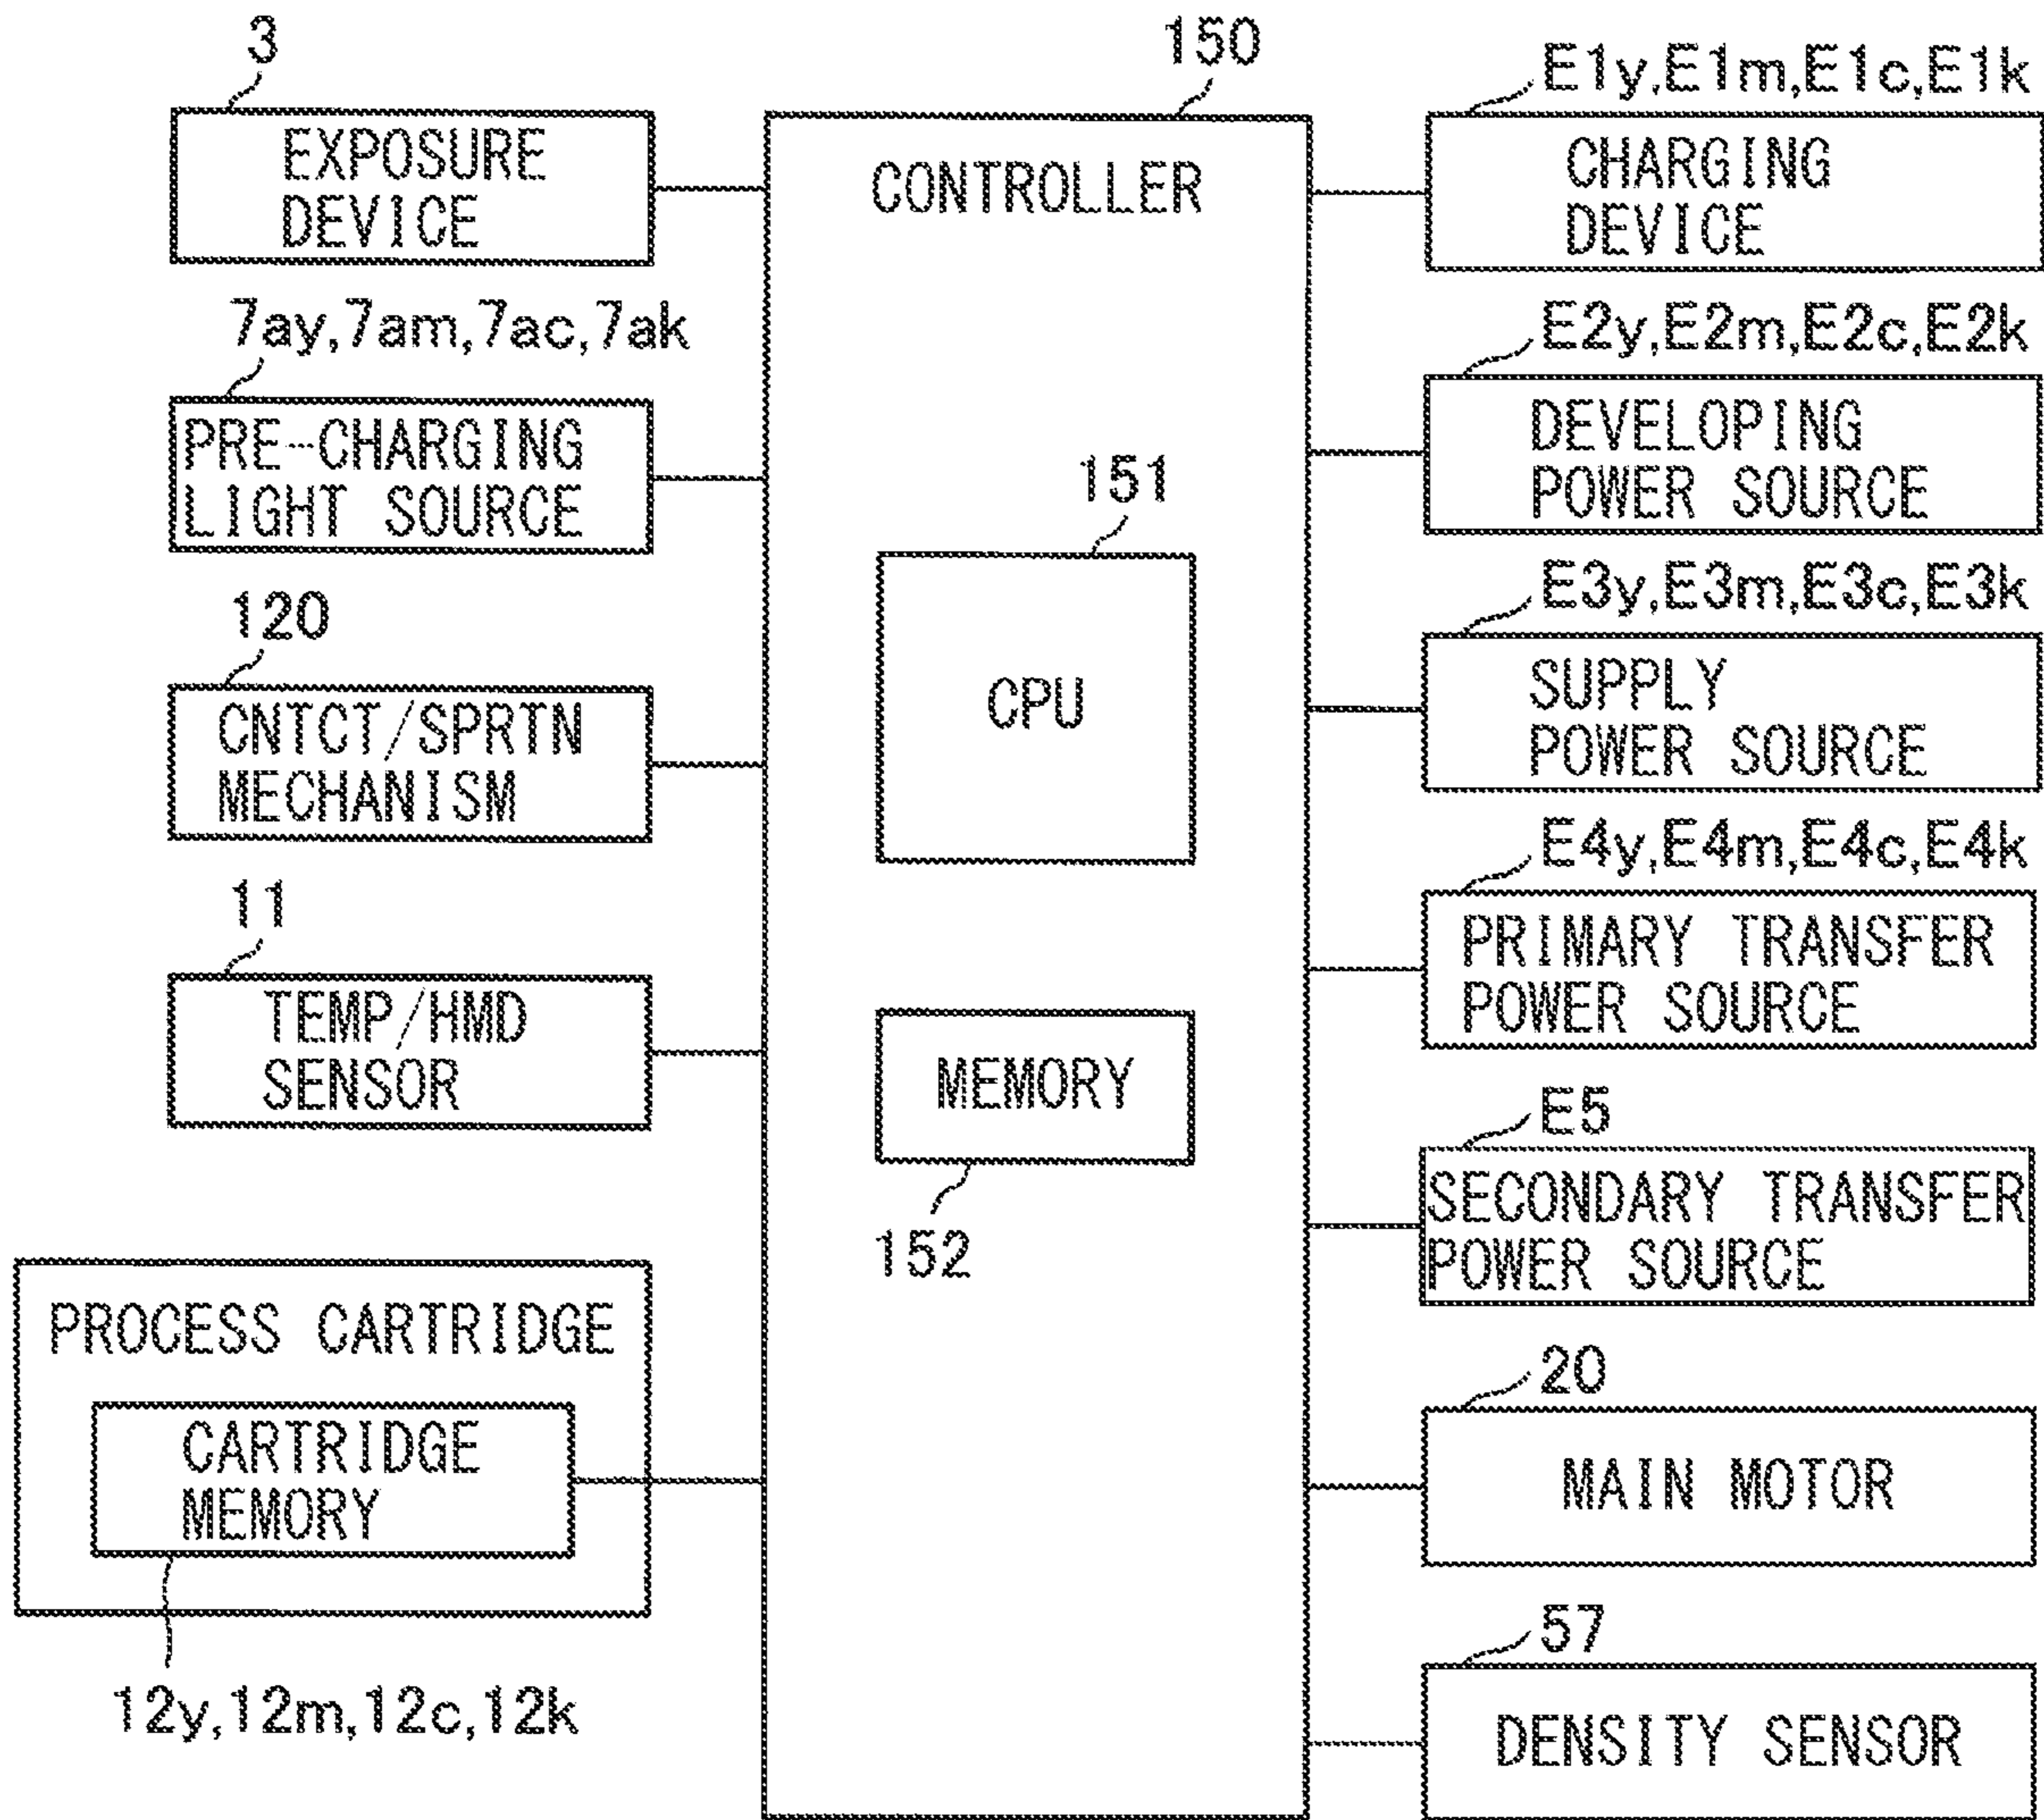 3
EXPOSURE
DEVICE
7ay,7am,7ac,7ak
PRE-CHARGING
LIGHT SOURCE
120
CNTCT/SPRTN
MECHANISM
11
TEMP/HMD
SENSOR
PROCESS CARTRIDGE
CARTRIDGE
MEMORY
12y,12m,12c,12k
150
CONTROLLER
151
CPU
MEMORY
152
E1y,E1m,E1c,E1k
CHARGING
DEVICE
E2y,E2m,E2c,E2k
DEVELOPING
POWER SOURCE
E3y,E3m,E3c,E3k
SUPPLY
POWER SOURCE
E4y,E4m,E4c,E4k
PRIMARY TRANSFER
POWER SOURCE
E5
SECONDARY TRANSFER
POWER SOURCE
20
MAIN MOTOR
57
DENSITY SENSOR